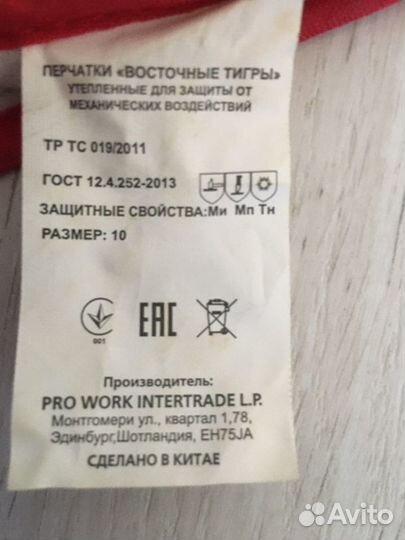 ПЕРЧАТКИ «ВОСТОЧНЫЕ ТИГРЫ»
УТЕПЛЕННЫЕ ДЛЯ ЗАЩИТЫ ОТ
МЕХАНИЧЕСКИХ ВОЗДЕЙСТВИЙ
ТР ТС 019/2011
ГОСТ 12.4.252-2013
ЗАЩИТНЫЕ СВОЙСТВА:Ми Мп Тн
РАЗМЕР: 10
001
EAC
Производитель:
PRO WORK INTERTRADE L.P.
Монтгомери ул., квартал 1,78,
Эдинбург,Шотландия, EH75JA
СДЕЛАНО В КИТАЕ
Avito